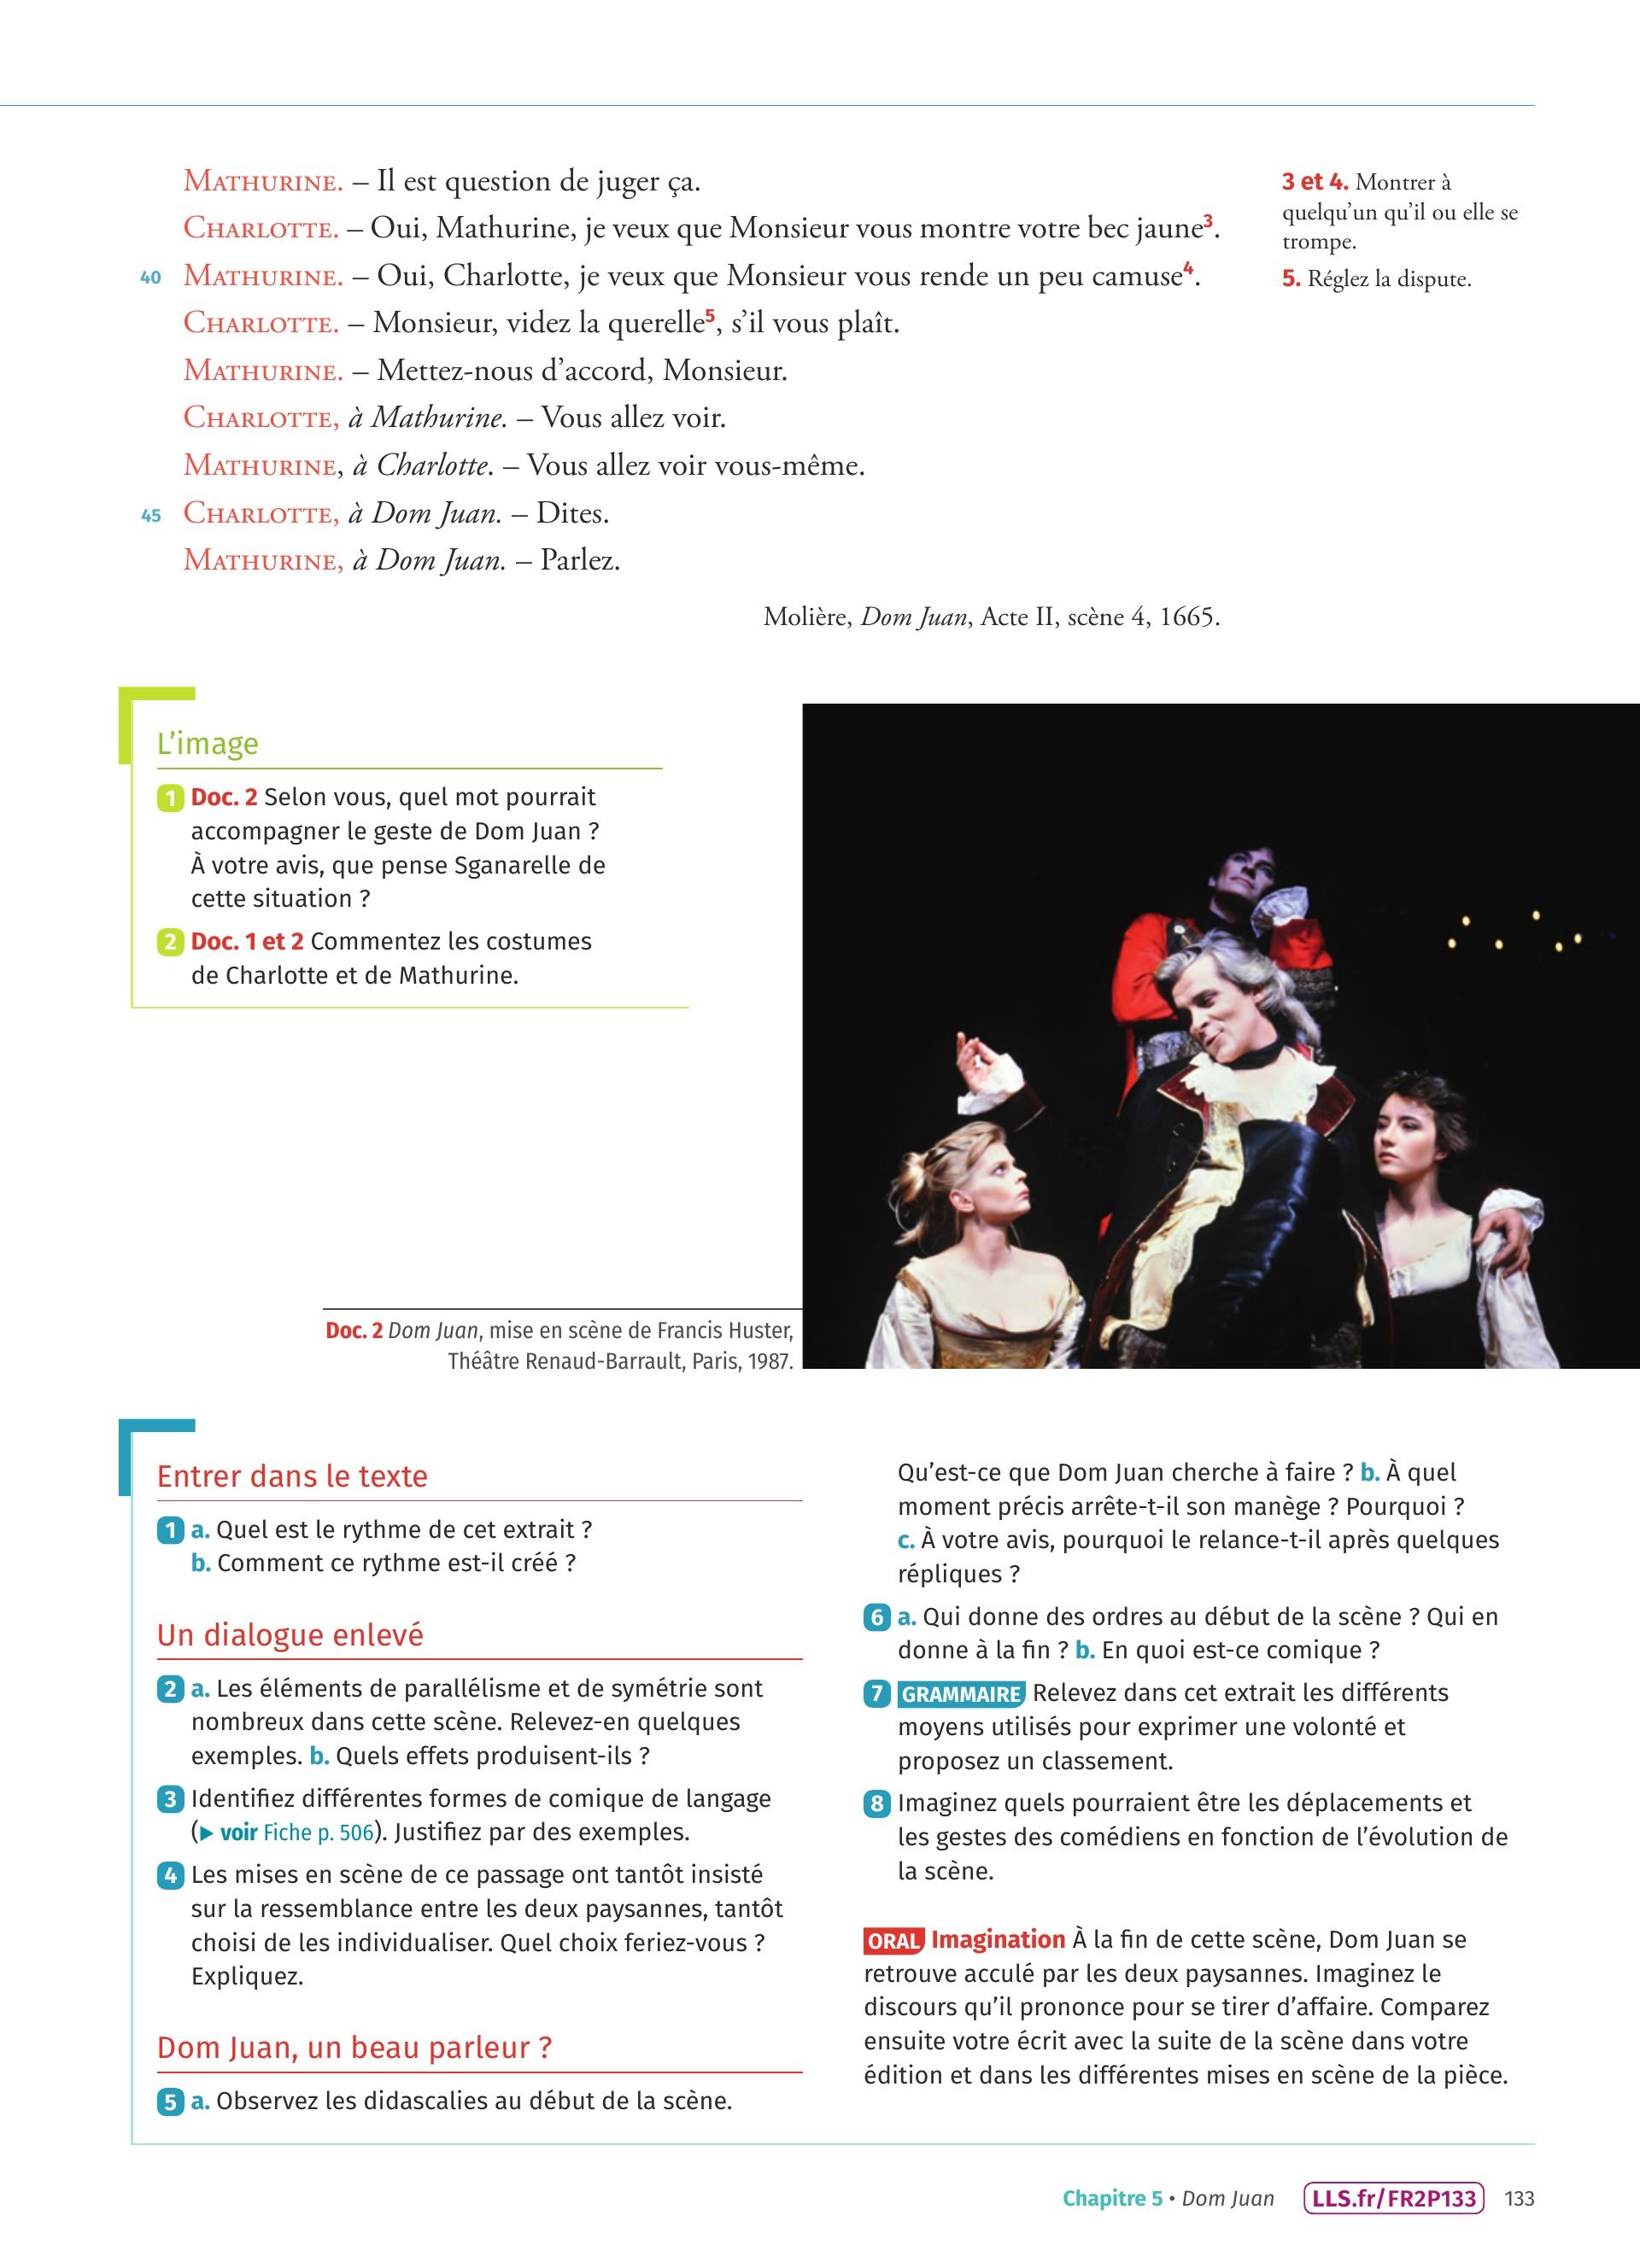 MATHURINE. – Il est question de juger ça.
CHARLOTTE. – Oui, Mathurine, je veux que Monsieur vous montre votre bec jaune3.
40 MATHURINE. – Oui, Charlotte, je veux que Monsieur vous rende un peu camuse4.
CHARLOTTE. – Monsieur, videz la querelle5, s’il vous plaît.
MATHURINE. – Mettez-nous d’accord, Monsieur.
CHARLOTTE, à Mathurine. – Vous allez voir.
MATHURINE, à Charlotte. – Vous allez voir vous-même.
45 CHARLOTTE, à Dom Juan. – Dites.
MATHURINE, à Dom Juan. – Parlez.
Molière, Dom Juan, Acte II, scène 4, 1665.
3 et 4. Montrer à
quelqu’un qu’il ou elle se
trompe.
5. Réglez la dispute.
L’image
1 Doc. 2 Selon vous, quel mot pourrait
accompagner le geste de Dom Juan ?
À votre avis, que pense Sganarelle de
cette situation ?
2 Doc. 1 et 2 Commentez les costumes
de Charlotte et de Mathurine.
Doc. 2 Dom Juan, mise en scène de Francis Huster,
Théâtre Renaud-Barrault, Paris, 1987.
Entrer dans le texte
1 a. Quel est le rythme de cet extrait ?
b. Comment ce rythme est-il créé ?
Un dialogue enlevé
2 a. Les éléments de parallélisme et de symétrie sont
nombreux dans cette scène. Relevez-en quelques
exemples. b. Quels effets produisent-ils ?
3 Identifiez différentes formes de comique de langage
(▶ voir Fiche p. 506). Justifiez par des exemples.
4 Les mises en scène de ce passage ont tantôt insisté
sur la ressemblance entre les deux paysannes, tantôt
choisi de les individualiser. Quel choix feriez-vous ?
Expliquez.
Dom Juan, un beau parleur ?
5 a. Observez les didascalies au début de la scène.
Qu’est-ce que Dom Juan cherche à faire ? b. À quel
moment précis arrête-t-il son manège ? Pourquoi ?
c. À votre avis, pourquoi le relance-t-il après quelques
répliques ?
6 a. Qui donne des ordres au début de la scène ? Qui en
donne à la fin ? b. En quoi est-ce comique ?
7 GRAMMAIRE Relevez dans cet extrait les différents
moyens utilisés pour exprimer une volonté et
proposez un classement.
8 Imaginez quels pourraient être les déplacements et
les gestes des comédiens en fonction de l’évolution de
la scène.
ORAL Imagination À la fin de cette scène, Dom Juan se
retrouve acculé par les deux paysannes. Imaginez le
discours qu’il prononce pour se tirer d’affaire. Comparez
ensuite votre écrit avec la suite de la scène dans votre
édition et dans les différentes mises en scène de la pièce.
Chapitre 5 • Dom Juan LLS.fr/FR2P133 133